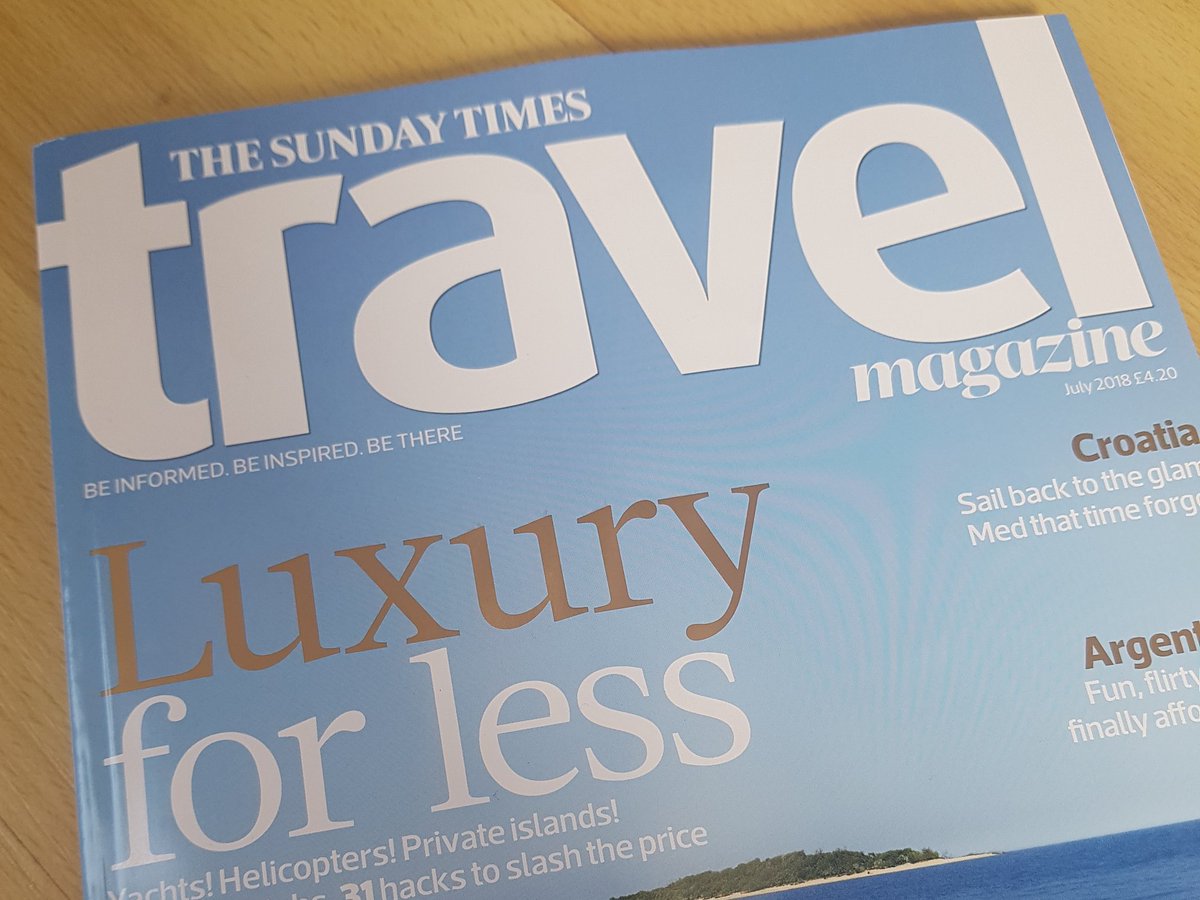 THE SUNDAY TIMES
travel
magazine
July 2018 £4.20
BE INFORMED. BE INSPIRED. BE THERE
Luxury
for less
Yachts! Helicopters! Private islands!
31 hacks to slash the price
Croatia
Sail back to the glam
Med that time forgo
Argent
Fun, flirty
finally affo